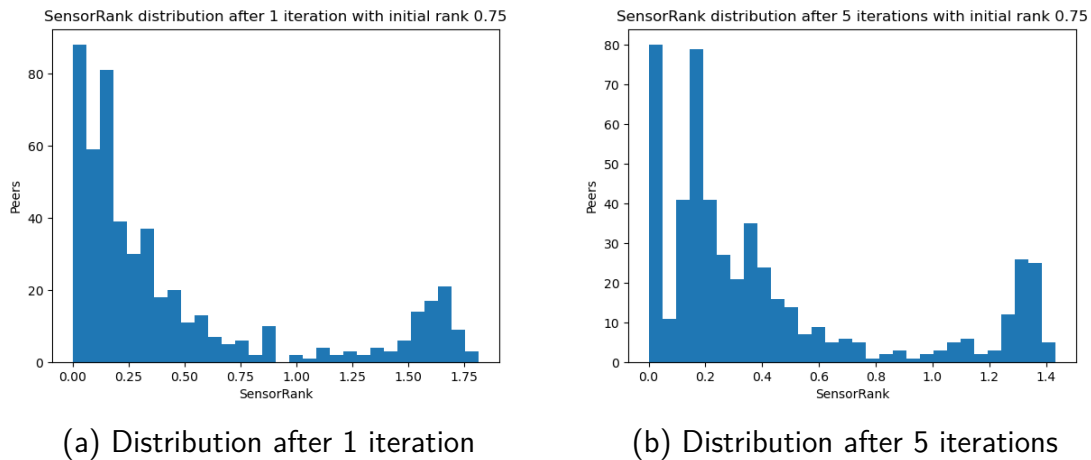 SensorRank distribution after 1 iteration with initial rank 0.75
80
60
40
20
0
Peers
0.00 0.25 0.50 0.75 1.00 1.25 1.50 1.75
SensorRank
(a) Distribution after 1 iteration
SensorRank distribution after 5 iterations with initial rank 0.75
80
70
60
50
40
30
20
10
0
Peers
0.0 0.2 0.4 0.6 0.8 1.0 1.2 1.4
SensorRank
(b) Distribution after 5 iterations